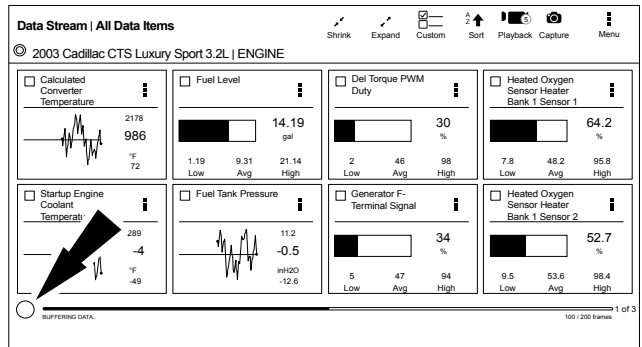 Data Stream | All Data Items
Shrink
Expand
Custom
A
Z
Sort
5
Playback
Capture
Menu
2003 Cadillac CTS Luxury Sport 3.2L | ENGINE
Calculated
Converter
Temperature
2178
986
°F
72
Fuel Level
14.19
gal
1.19 9.31 21.14
Low Avg High
Del Torque PWM
Duty
30
%
2 46 98
Low Avg High
Heated Oxygen
Sensor Heater
Bank 1 Sensor 1
64.2
%
7.8 48.2 95.8
Low Avg High
Startup Engine
Coolant
289
-4
°F
-49
Fuel Tank Pressure
11.2
-0.5
inH2O
-12.6
Generator F-
Terminal Signal
34
%
5 47 94
Low Avg High
Heated Oxygen
Sensor Heater
Bank 1 Sensor 2
52.7
%
9.5 53.6 98.4
Low Avg High
1 of 3
BUFFERING DATA..
100 / 200 frames